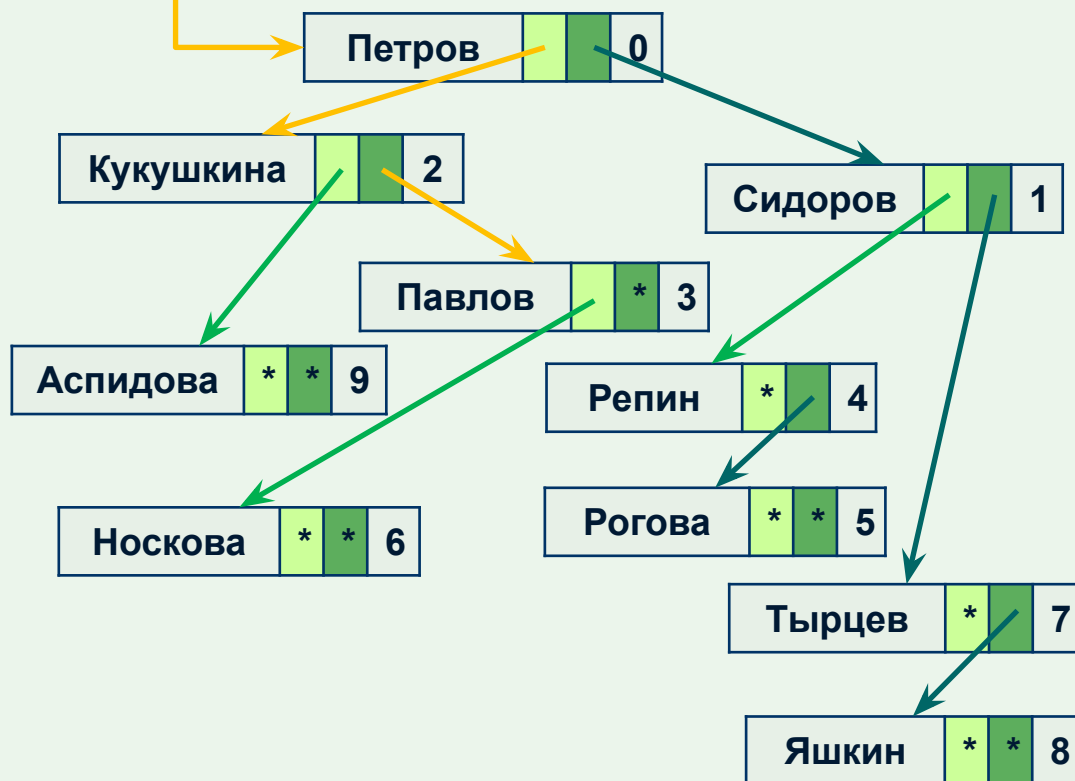 Петров 0
Кукушкина 2
Сидоров 1
Павлов * 3
Аспидова * * 9
Репин * 4
Рогова * * 5
Носкова * * 6
Тырцев * 7
Яшкин * * 8